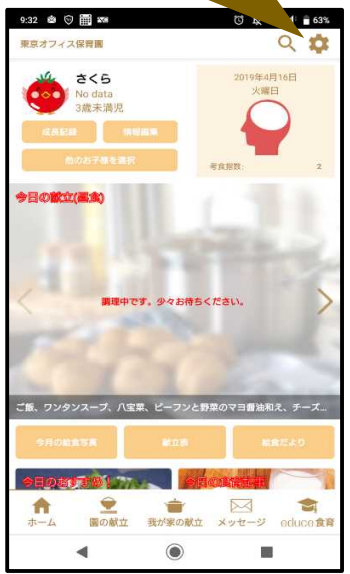 9:32 63%
東京オフィス保育園
さくら
No data
3歳未満児
成長記録 情報編集
他のお子様を選択
2019年4月16日
火曜日
考食指数: 2
今日の献立(昼食)
調理中です。少々お待ちください。
ご飯、ワンタンスープ、八宝菜、ビーフンと野菜のマヨ醤油和え、チーズ...
今月の給食写真 献立表 給食だより
今日のおすすめ!
ホーム 園の献立 我が家の献立 メッセージ educe食育